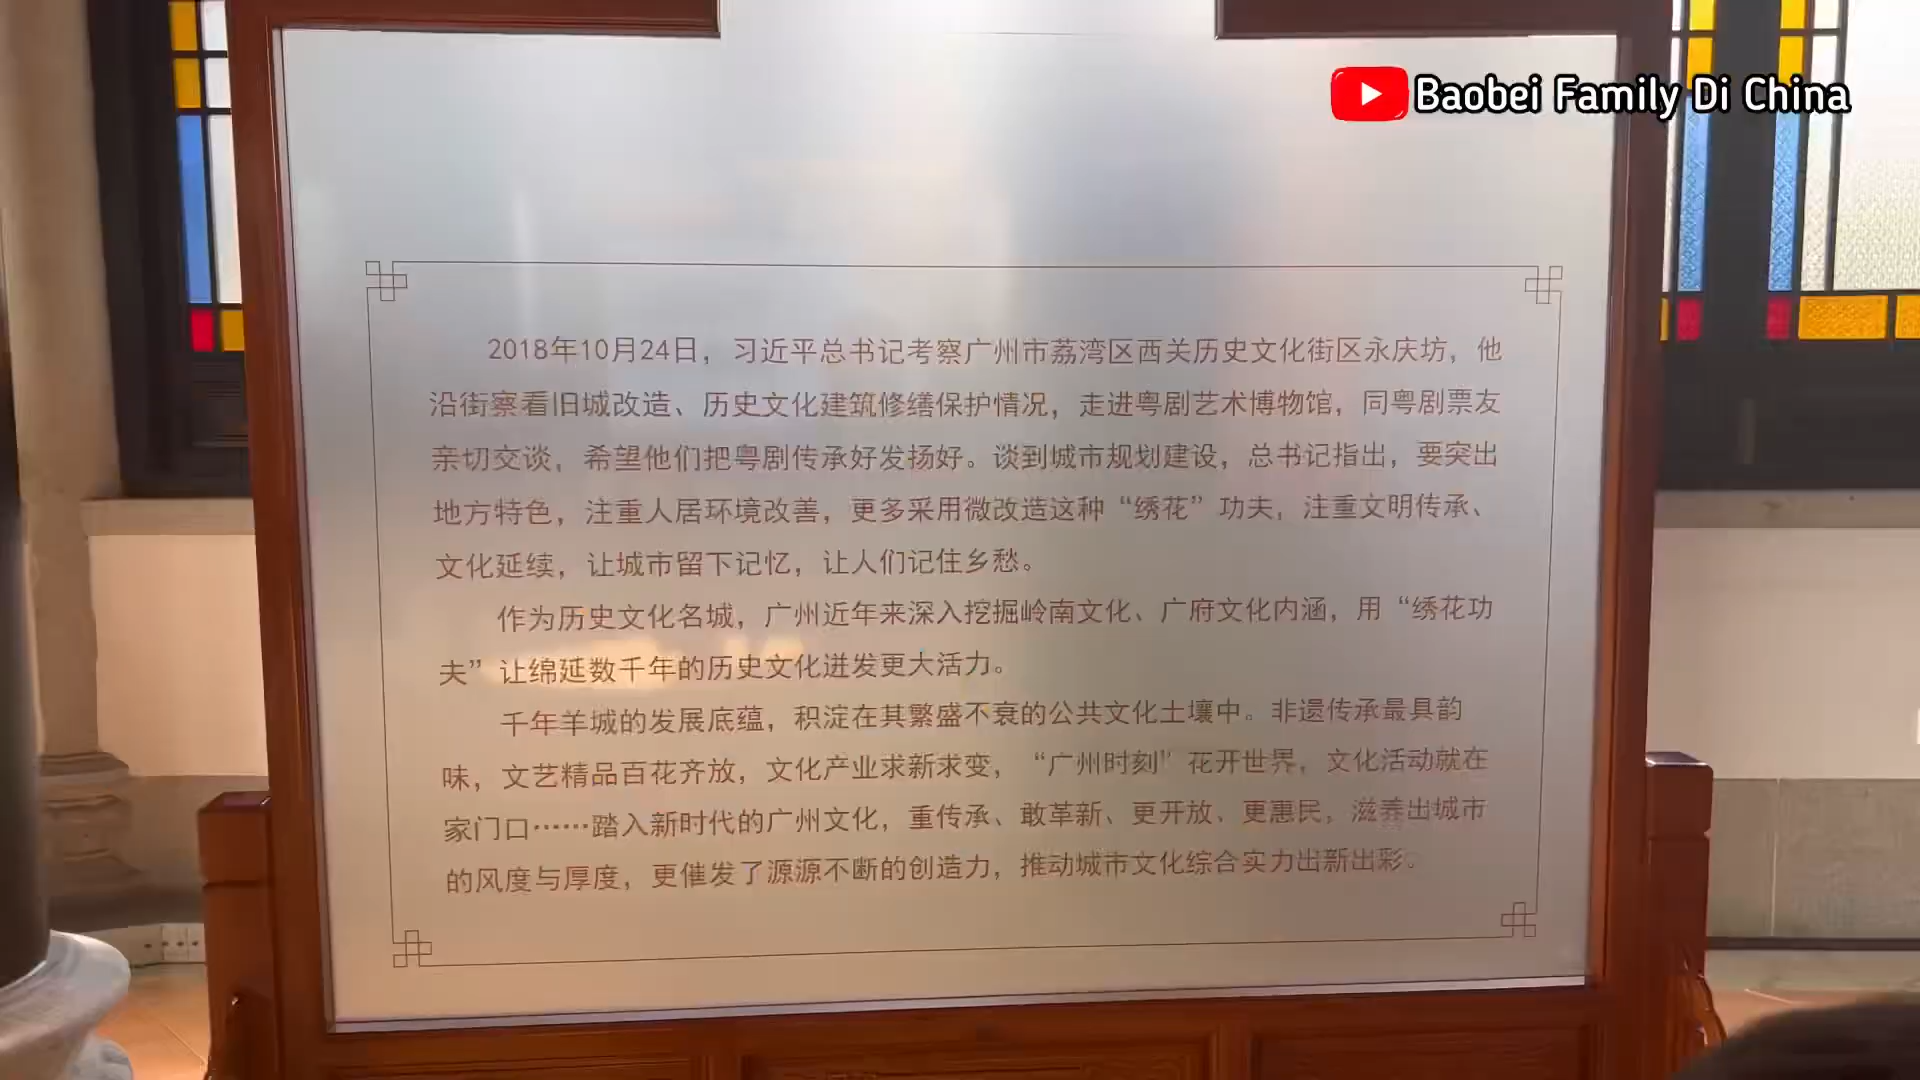 Baobei Family Di China
2018年10月24日，习近平总书记考察广州市荔湾区西关历史文化街区永庆坊，他
沿街察看旧城改造、历史文化建筑修缮保护情况，走进粤剧艺术博物馆，同粤剧票友
亲切交谈，希望他们把粤剧传承好发扬好。谈到城市规划建设，总书记指出，要突出
地方特色，注重人居环境改善，更多采用微改造这种“绣花”功夫，注重文明传承、
文化延续，让城市留下记忆，让人们记住乡愁。
作为历史文化名城，广州近年来深入挖掘岭南文化、广府文化内涵，用“绣花功
夫”让绵延数千年的历史文化迸发更大活力。
千年羊城的发展底蕴，积淀在其繁盛不衰的公共文化土壤中。非遗传承最具韵
味，文艺精品百花齐放，文化产业求新求变，“广州时刻”花开世界，文化活动就在
家门口……踏入新时代的广州文化，重传承、敢革新、更开放、更惠民，滋养出城市
的风度与厚度，更催发了源源不断的创造力，推动城市文化综合实力出新出彩。